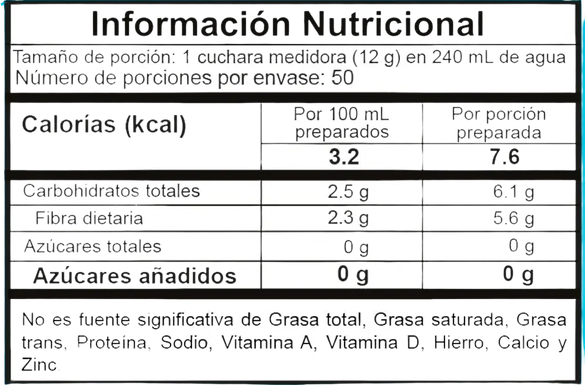 Información Nutricional
Tamaño de porción: 1 cuchara medidora (12 g) en 240 mL de agua
Número de porciones por envase: 50
Calorías (kcal) Por 100 mL preparados Por porción preparada
3.2 7.6
Carbohidratos totales 2.5 g 6.1 g
Fibra dietaria 2.3 g 5.6 g
Azúcares totales 0 g 0 g
Azúcares añadidos 0 g 0 g
No es fuente significativa de Grasa total, Grasa saturada, Grasa
trans, Proteína, Sodio, Vitamina A, Vitamina D, Hierro, Calcio y
Zinc